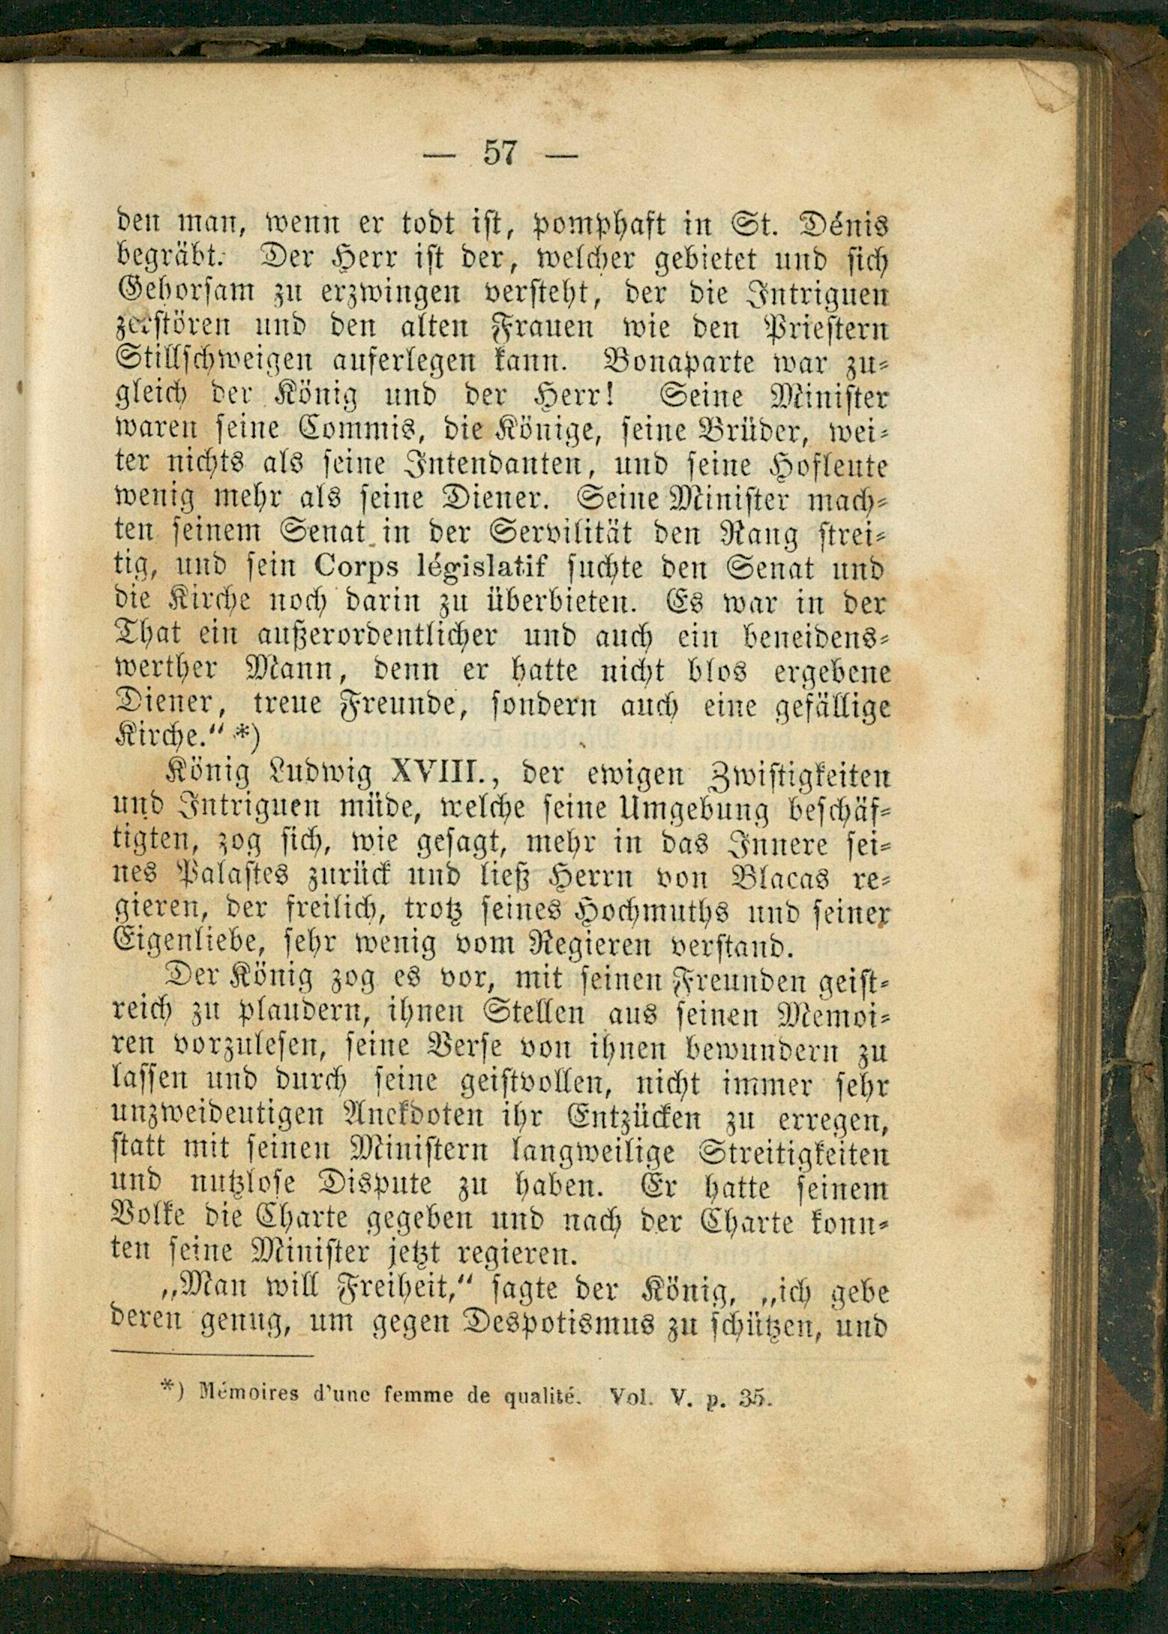 — 57 —
den man, wenn er todt ist, pomphaft in St. Dénis
begräbt. Der Herr ist der, welcher gebietet und sich
Gehorsam zu erzwingen versteht, der die Intriguen
zerstören und den alten Frauen wie den Priestern
Stillschweigen auferlegen kann. Bonaparte war zu-
gleich der König und der Herr! Seine Minister
waren seine Commis, die Könige, seine Brüder, wei-
ter nichts als seine Intendanten, und seine Hofleute
wenig mehr als seine Diener. Seine Minister mach-
ten seinem Senat in der Servilität den Rang strei-
tig, und sein Corps législatif suchte den Senat und
die Kirche noch darin zu überbieten. Es war in der
That ein außerordentlicher und auch ein beneidens-
werther Mann, denn er hatte nicht blos ergebene
Diener, treue Freunde, sondern auch eine gefällige
Kirche.“ *)
König Ludwig XVIII., der ewigen Zwistigkeiten
und Intriguen müde, welche seine Umgebung beschäf-
tigten, zog sich, wie gesagt, mehr in das Innere sei-
nes Palastes zurück und ließ Herrn von Blacas re-
gieren, der freilich, trotz seines Hochmuths und seiner
Eigenliebe, sehr wenig vom Regieren verstand.
Der König zog es vor, mit seinen Freunden geist-
reich zu plaudern, ihnen Stellen aus seinen Memoi-
ren vorzulesen, seine Verse von ihnen bewundern zu
lassen und durch seine geistvollen, nicht immer sehr
unzweideutigen Anekdoten ihr Entzücken zu erregen,
statt mit seinen Ministern langweilige Streitigkeiten
und nutzlose Dispute zu haben. Er hatte seinem
Volke die Charte gegeben und nach der Charte konn-
ten seine Minister jetzt regieren.
„Man will Freiheit,“ sagte der König, „ich gebe
deren genug, um gegen Despotismus zu schützen, und
*) Mémoires d'une femme de qualité. Vol. V. p. 35.